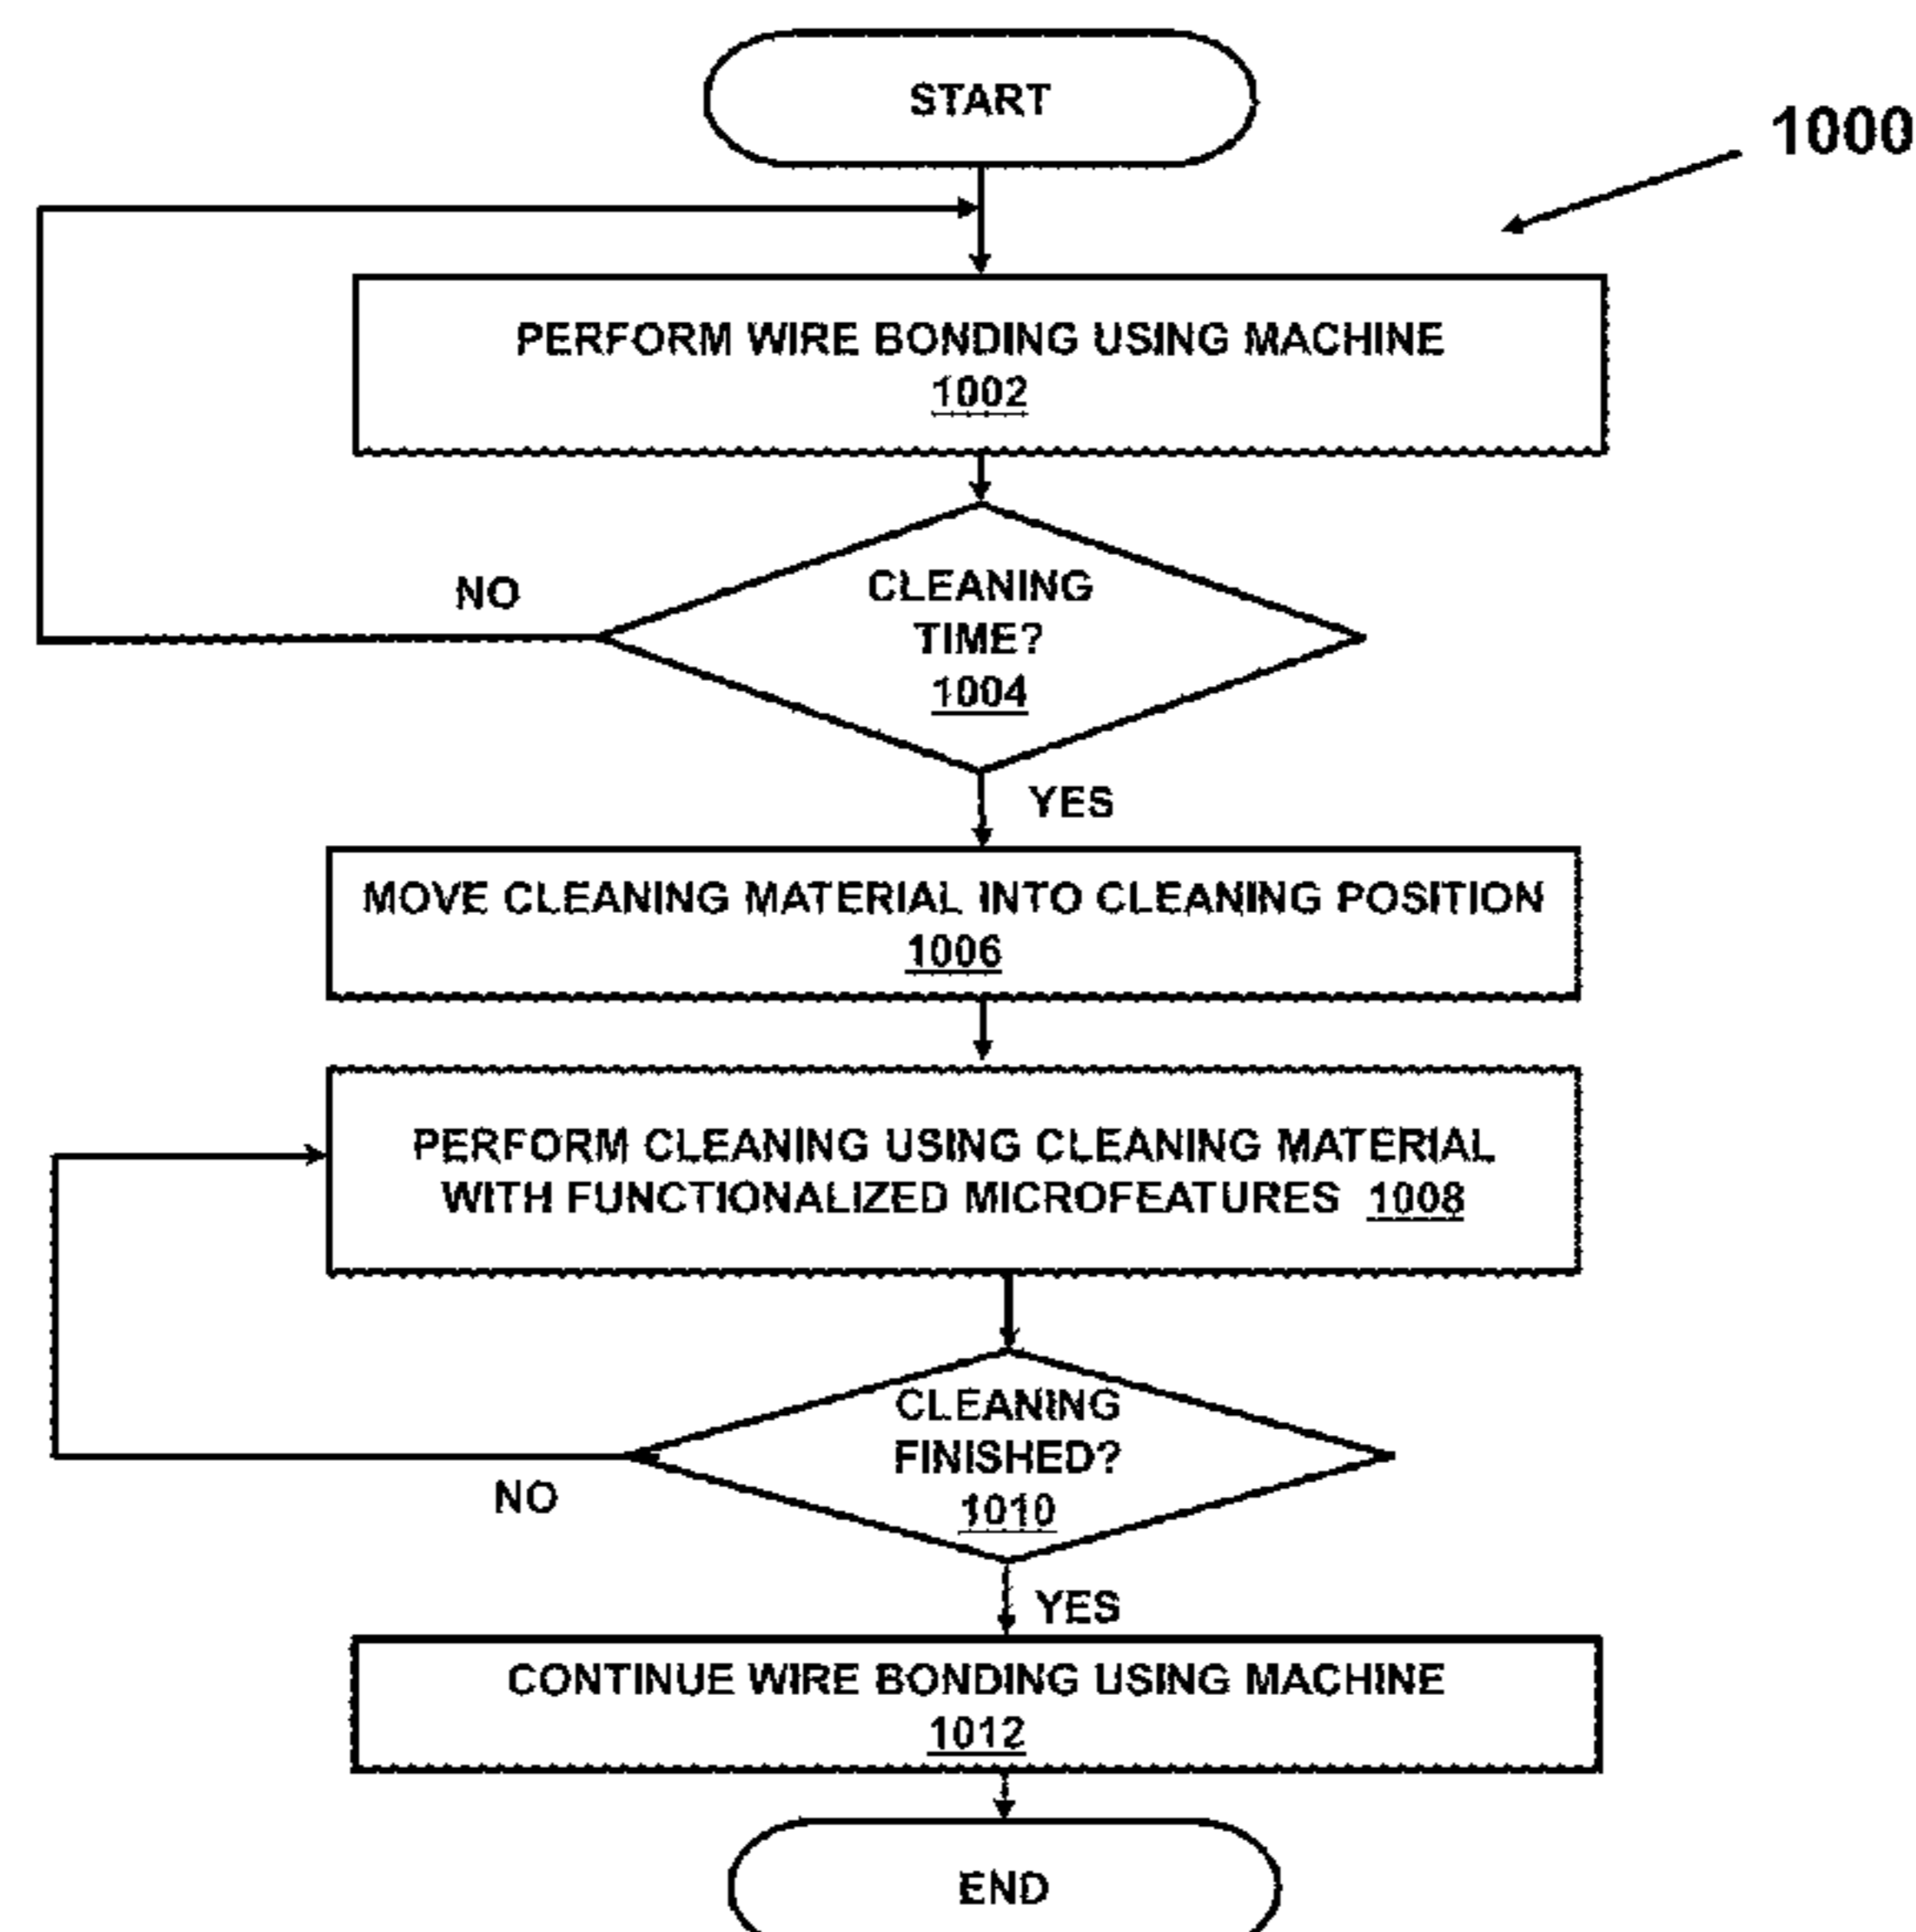 START
1000
PERFORM WIRE BONDING USING MACHINE
1002
CLEANING
TIME?
1004
NO
YES
MOVE CLEANING MATERIAL INTO CLEANING POSITION
1006
PERFORM CLEANING USING CLEANING MATERIAL
WITH FUNCTIONALIZED MICROFEATURES 1008
CLEANING
FINISHED?
1010
NO
YES
CONTINUE WIRE BONDING USING MACHINE
1012
END